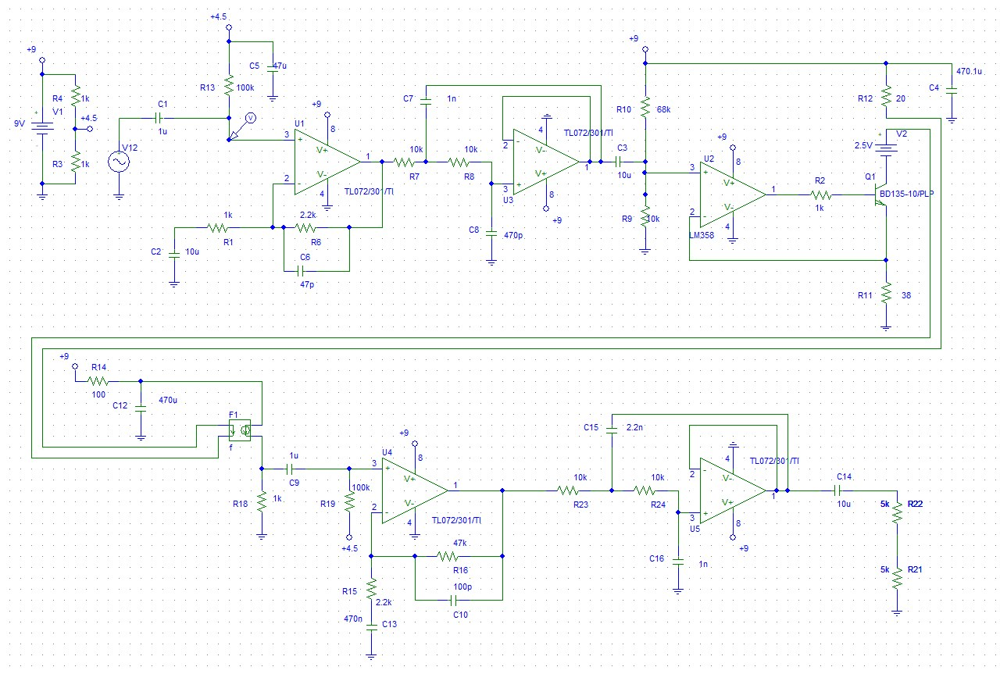 +4.5
+9
+9
C5
47u
470.1u
R13
100k
C4
R4
1k
V1
C7
1n
R12
20
C1
+9
R10
68k
9V
+4.5
1u
U1
8
4
TL072/301/TI
V2
3
V+
V-
2
2.5V
V12
10k
10k
C3
+9
U2
8
R3
1k
1
V+
1
3
10u
Q1
2
V-
R7
R8
3
U3
8
V+
1
R2
BD135-10/PLP
4
TL072/301/TI
+9
V-
1k
1k
2.2k
R9
10k
2
4
LM358
R1
R6
C8
470p
C2
10u
C6
47p
R11
38
+9
R14
100
C12
470u
F1
f
C15
2.2n
+9
U4
8
4
TL072/301/TI
1u
3
V+
10k
10k
2
V-
C14
C9
100k
1
V+
1
R18
1k
R19
V-
R23
R24
3
8
10u
5k
R22
2
4
TL072/301/TI
U5
+4.5
47k
+9
R16
C16
1n
5k
R21
R15
2.2k
100p
470n
C13
C10